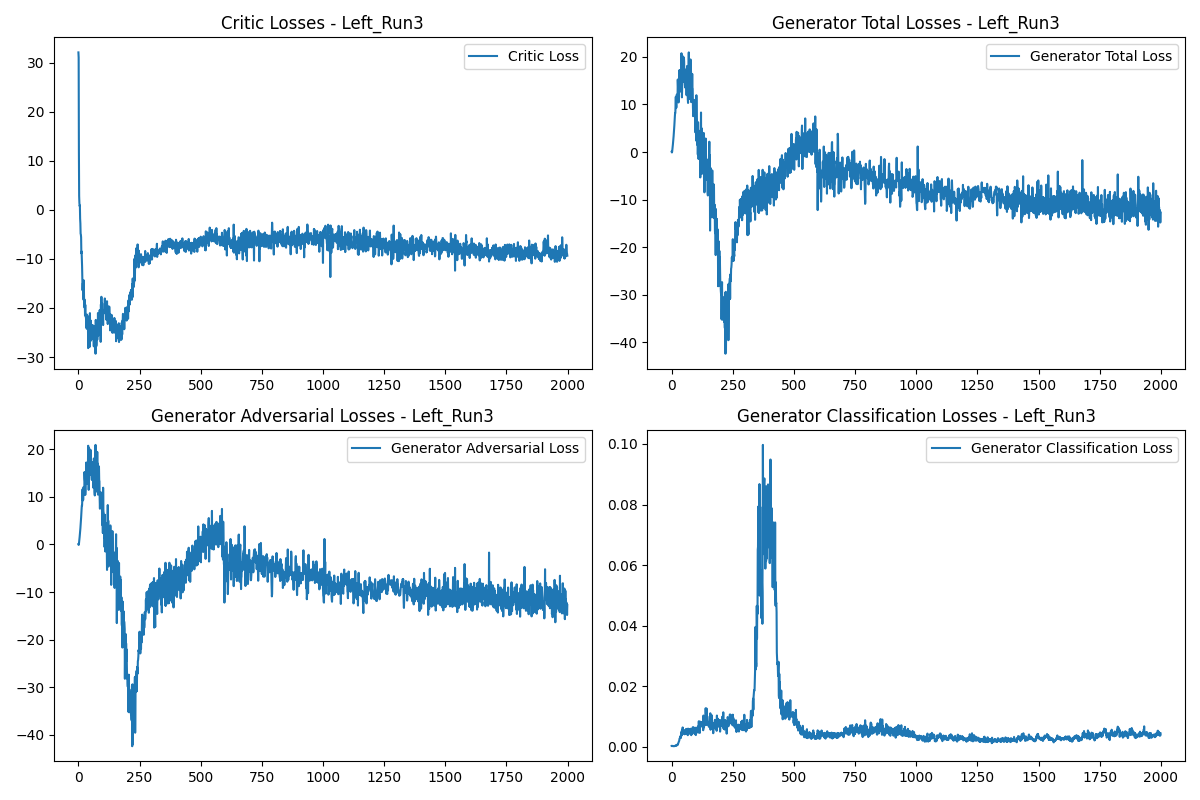 Critic Losses - Left_Run3
Critic Loss
30
20
10
0
−10
−20
−30
0 250 500 750 1000 1250 1500 1750 2000
Generator Total Losses - Left_Run3
Generator Total Loss
20
10
0
−10
−20
−30
−40
0 250 500 750 1000 1250 1500 1750 2000
Generator Adversarial Losses - Left_Run3
Generator Adversarial Loss
20
10
0
−10
−20
−30
−40
0 250 500 750 1000 1250 1500 1750 2000
Generator Classification Losses - Left_Run3
Generator Classification Loss
0.10
0.08
0.06
0.04
0.02
0.00
0 250 500 750 1000 1250 1500 1750 2000